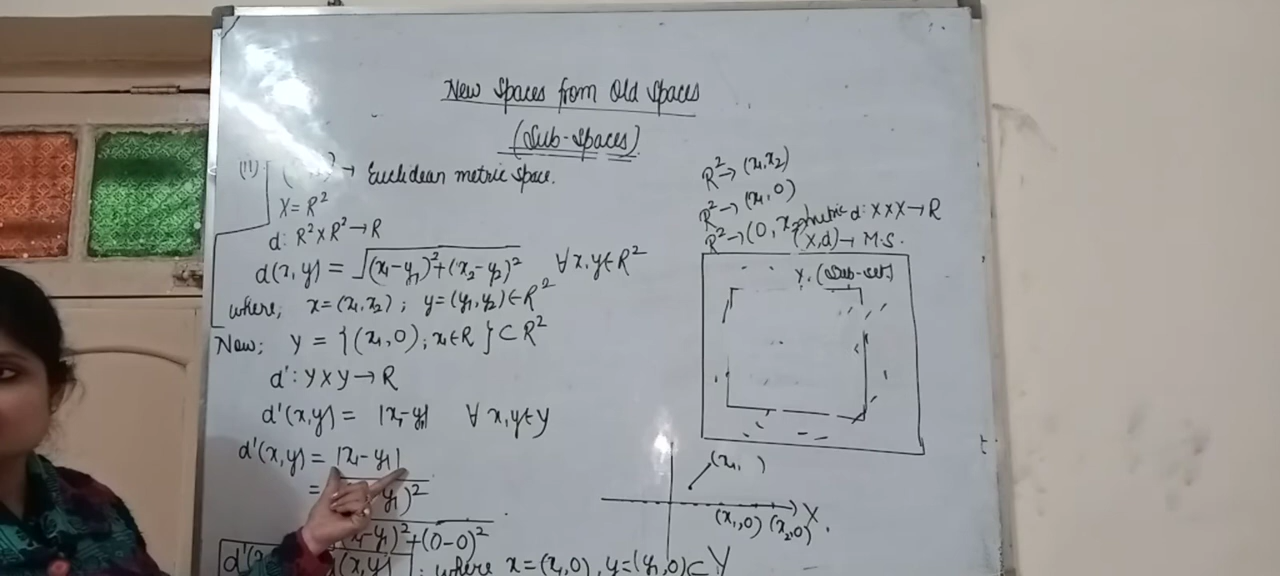 New Spaces from Old Spaces
(Sub-Spaces)
(ii) → Euclidean metric space.
X = R²
d: R² X R² → R
d(x,y) = √(x₁-y₁)²+(x₂-y₂)² ∀ x,y ∈ R²
where; x=(x₁,x₂); y=(y₁,y₂) ∈ R²
Now; Y = {(x₁,0); x₁∈R} ⊂ R²
d': Y X Y → R
d'(x,y) = |x₁-y₁| ∀ x,y ∈ Y
d'(x,y) = |x₁-y₁|
= y₁)²
-y₁)²+(0-0)²
d' (x,y) ; where x=(x₁,0), y=(y₁,0) ⊂ Y
R² → (x₁,x₂)
R² → (x₁,0)
R² → (0, x₂)
metric d: X x X → R
(X,d) → M.S.
Y. (Sub-set)
(x₁, )
X
(x₁,0) (x₂,0)